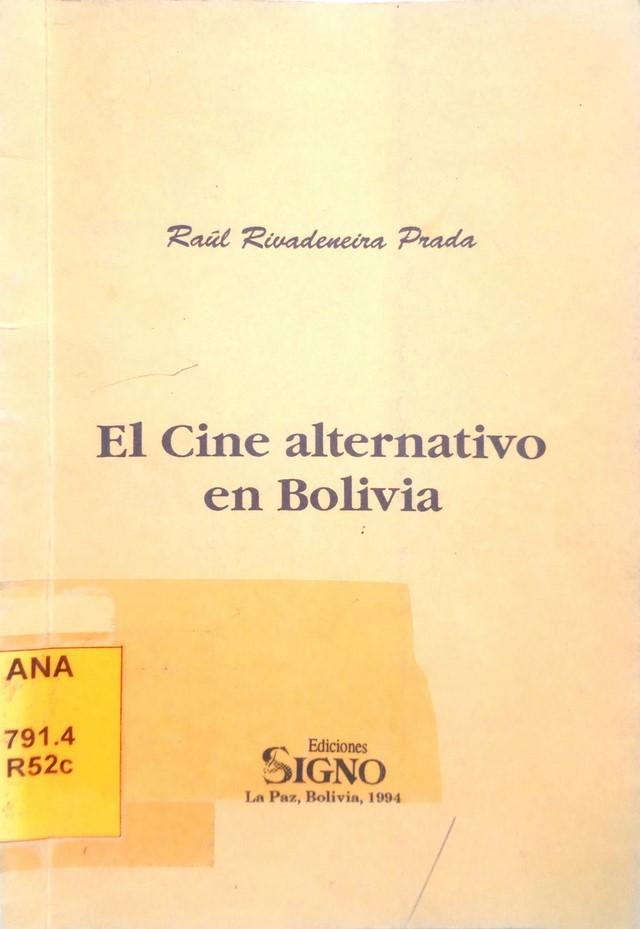 Raúl Rivadeneira Prada
El Cine alternativo
en Bolivia
ANA
791.4
R52c
Ediciones
SIGNO
La Paz, Bolivia, 1994